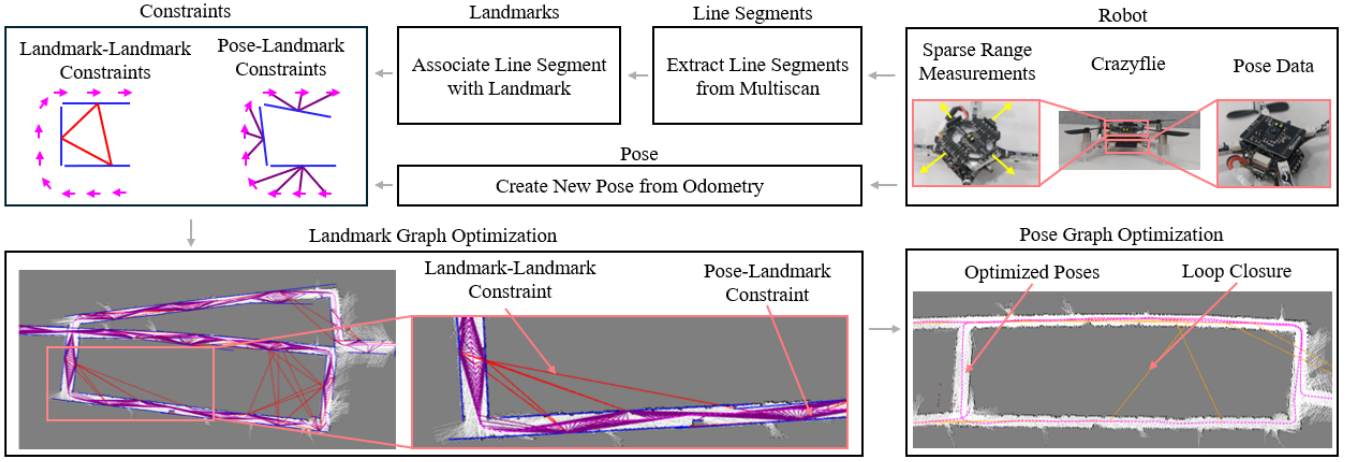 Constraints
Landmarks
Line Segments
Robot
Landmark-Landmark
Constraints
Pose-Landmark
Constraints
Associate Line Segment
with Landmark
Extract Line Segments
from Multiscan
Sparse Range
Measurements
Crazyflie
Pose Data
Pose
Create New Pose from Odometry
Landmark Graph Optimization
Landmark-Landmark
Constraint
Pose-Landmark
Constraint
Pose Graph Optimization
Optimized Poses
Loop Closure